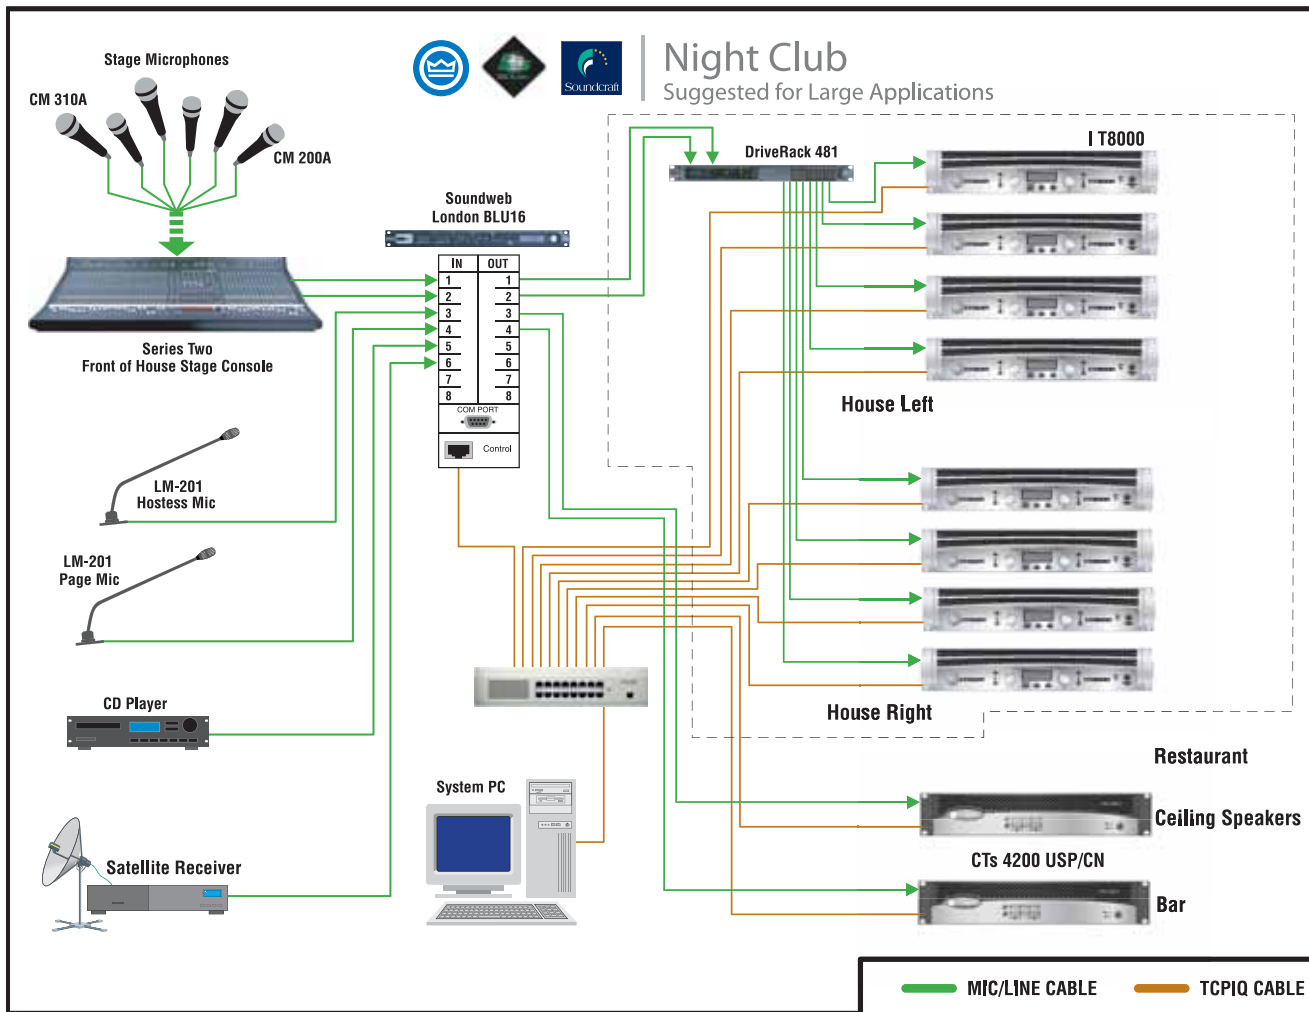 Night Club
Suggested for Large Applications
Soundcraft
Stage Microphones
CM 310A
CM 200A
Series Two
Front of House Stage Console
Soundweb
London BLU16
IN OUT
1 1
2 2
3 3
4 4
5 5
6 6
7 7
8 8
COM PORT
Control
DriveRack 481
I T8000
House Left
House Right
LM-201
Hostess Mic
LM-201
Page Mic
CD Player
Satellite Receiver
System PC
Restaurant
Ceiling Speakers
CTs 4200 USP/CN
Bar
MIC/LINE CABLE
TCPIQ CABLE